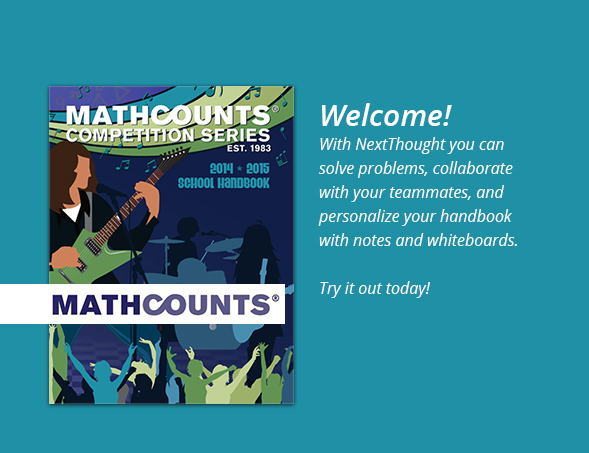 MATHCOUNTS®
COMPETITION SERIES
EST. 1983
2014 ★ 2015
SCHOOL HANDBOOK
MATHCOUNTS®
Welcome!
With NextThought you can
solve problems, collaborate
with your teammates, and
personalize your handbook
with notes and whiteboards.
Try it out today!